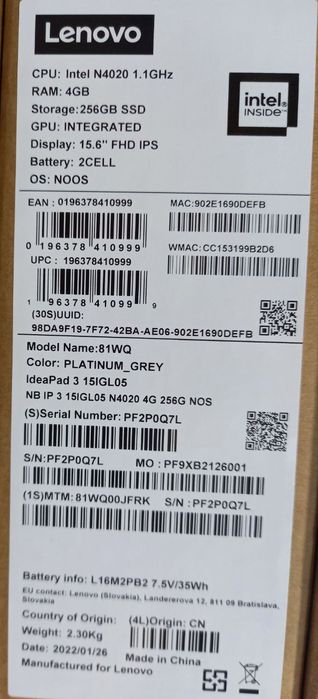 Lenovo
CPU: Intel N4020 1.1GHz
RAM: 4GB
Storage:256GB SSD
GPU: INTEGRATED
Display: 15.6" FHD IPS
Battery: 2CELL
OS: NOOS
intel.
INSIDE™
EAN : 0196378410999
MAC:902E1690DEFB
0 196378 410999
WMAC:CC153199B2D6
UPC : 196378410999
1 96378 41099 9
(30S)UUID:
98DA9F19-7F72-42BA-AE06-902E1690DEFB
Model Name:81WQ
Color: PLATINUM_GREY
IdeaPad 3 15IGL05
NB IP 3 15IGL05 N4020 4G 256G NOS
(S)Serial Number: PF2P0Q7L
S/N:PF2P0Q7L MO : PF9XB2126001
(1S)MTM:81WQ00JFRK S/N :PF2P0Q7L
Battery info: L16M2PB2 7.5V/35Wh
EU contact: Lenovo (Slovakia), Landererova 12, 811 09 Bratislava,
Slovakia
Country of Origin: (4L)Origin: CN
Weight: 2.30Kg
Date: 2022/01/26 Made in China
Manufactured for Lenovo